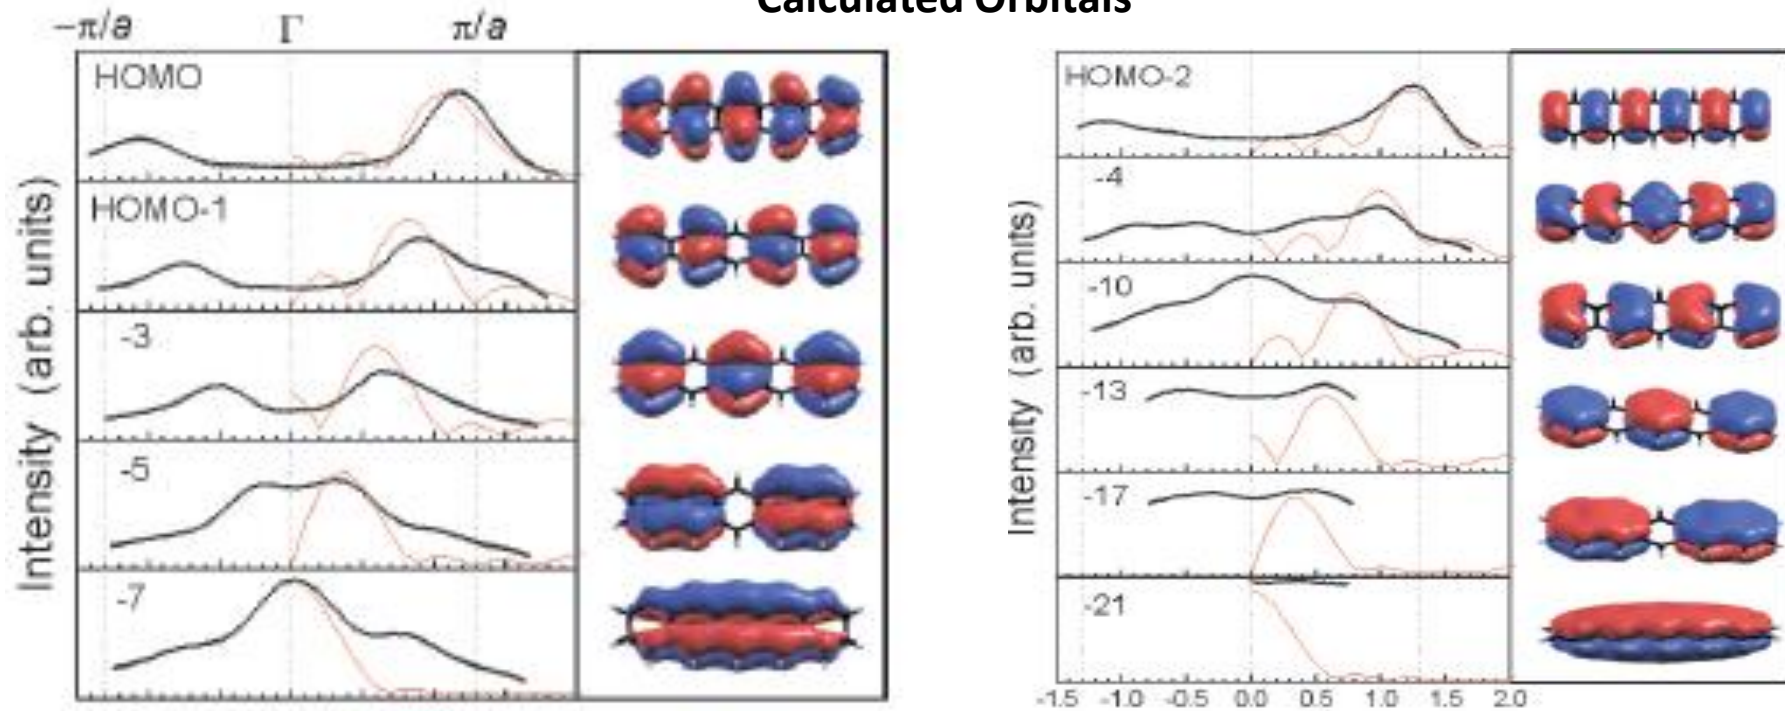 Calculated Orbitals
−π/a Γ π/a
HOMO
HOMO-1
-3
-5
-7
Intensity (arb. units)
HOMO-2
-4
-10
-13
-17
-21
Intensity (arb. units)
-1.5 -1.0 -0.5 0.0 0.5 1.0 1.5 2.0